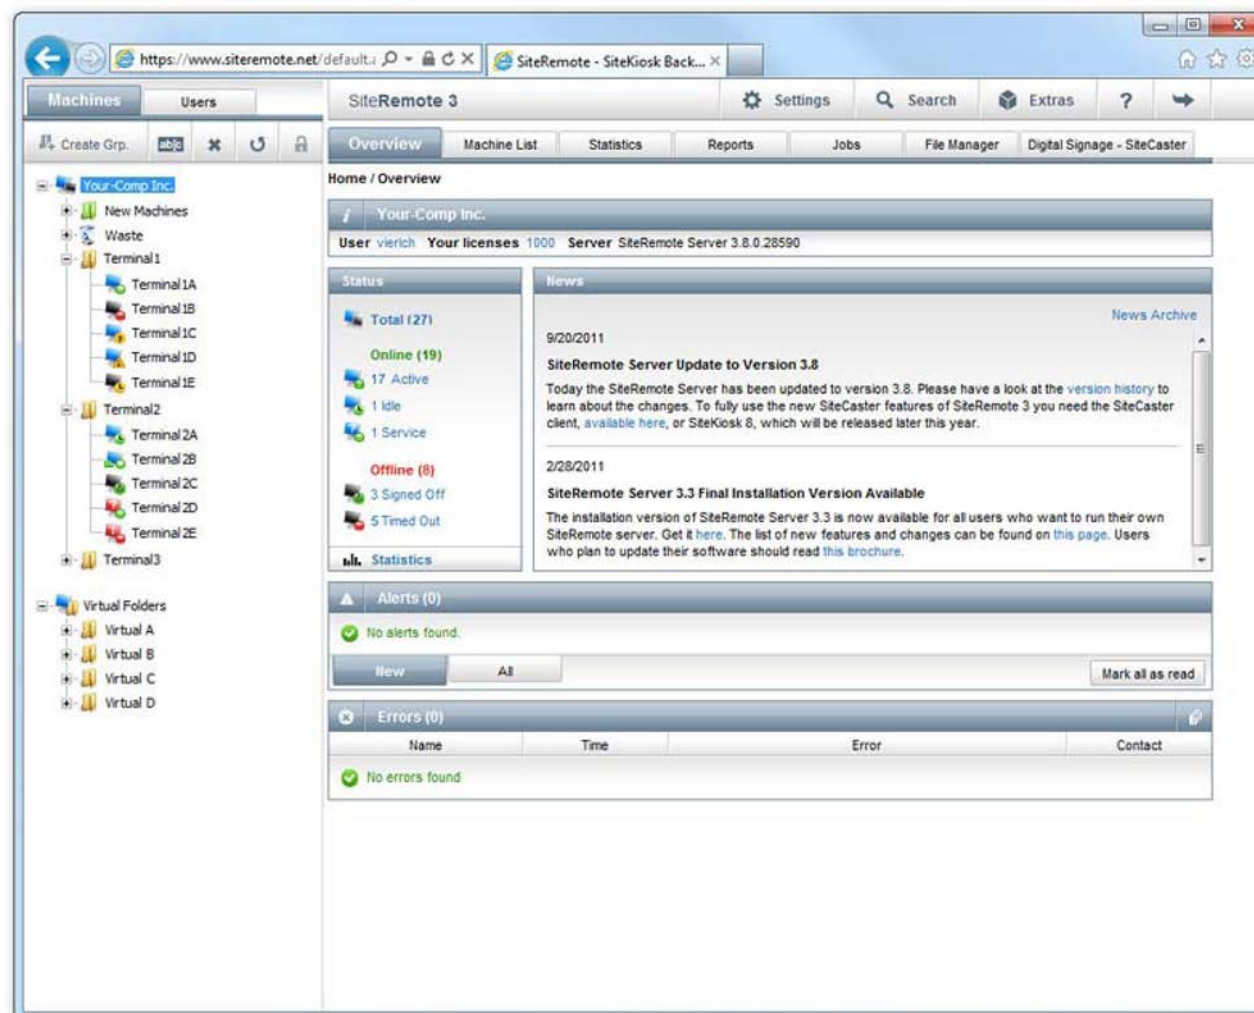 https://www.siteremote.net/default.a
SiteRemote - SiteKiosk Back...
Machines
Users
SiteRemote 3
Settings
Search
Extras
?
Create Grp.
ab|c
Overview
Machine List
Statistics
Reports
Jobs
File Manager
Digital Signage - SiteCaster
Your-Comp Inc.
New Machines
Waste
Terminal1
Terminal1A
Terminal1B
Terminal1C
Terminal1D
Terminal1E
Terminal2
Terminal2A
Terminal2B
Terminal2C
Terminal2D
Terminal2E
Terminal3
Virtual Folders
Virtual A
Virtual B
Virtual C
Virtual D
Home / Overview
i Your-Comp Inc.
User vierich Your licenses 1000 Server SiteRemote Server 3.8.0.28590
Status
Total (27)
Online (19)
17 Active
1 Idle
1 Service
Offline (8)
3 Signed Off
5 Timed Out
Statistics
News
News Archive
9/20/2011
SiteRemote Server Update to Version 3.8
Today the SiteRemote Server has been updated to version 3.8. Please have a look at the version history to
learn about the changes. To fully use the new SiteCaster features of SiteRemote 3 you need the SiteCaster
client, available here, or SiteKiosk 8, which will be released later this year.
2/28/2011
SiteRemote Server 3.3 Final Installation Version Available
The installation version of SiteRemote Server 3.3 is now available for all users who want to run their own
SiteRemote server. Get it here. The list of new features and changes can be found on this page. Users
who plan to update their software should read this brochure.
Alerts (0)
No alerts found.
New
All
Mark all as read
Errors (0)
Name
Time
Error
Contact
No errors found